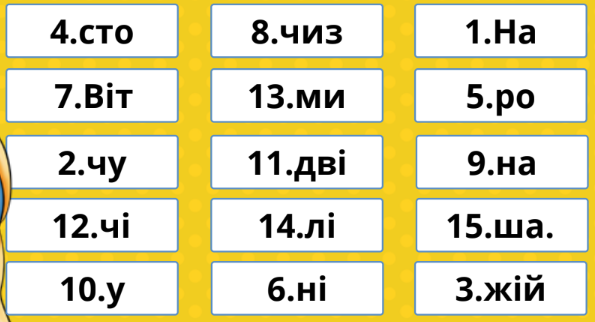 4.сто 8.чиз 1.На
7.Віт 13.ми 5.ро
2.чу 11.дві 9.на
12.чі 14.лі 15.ша.
10.у 6.ні 3.жій